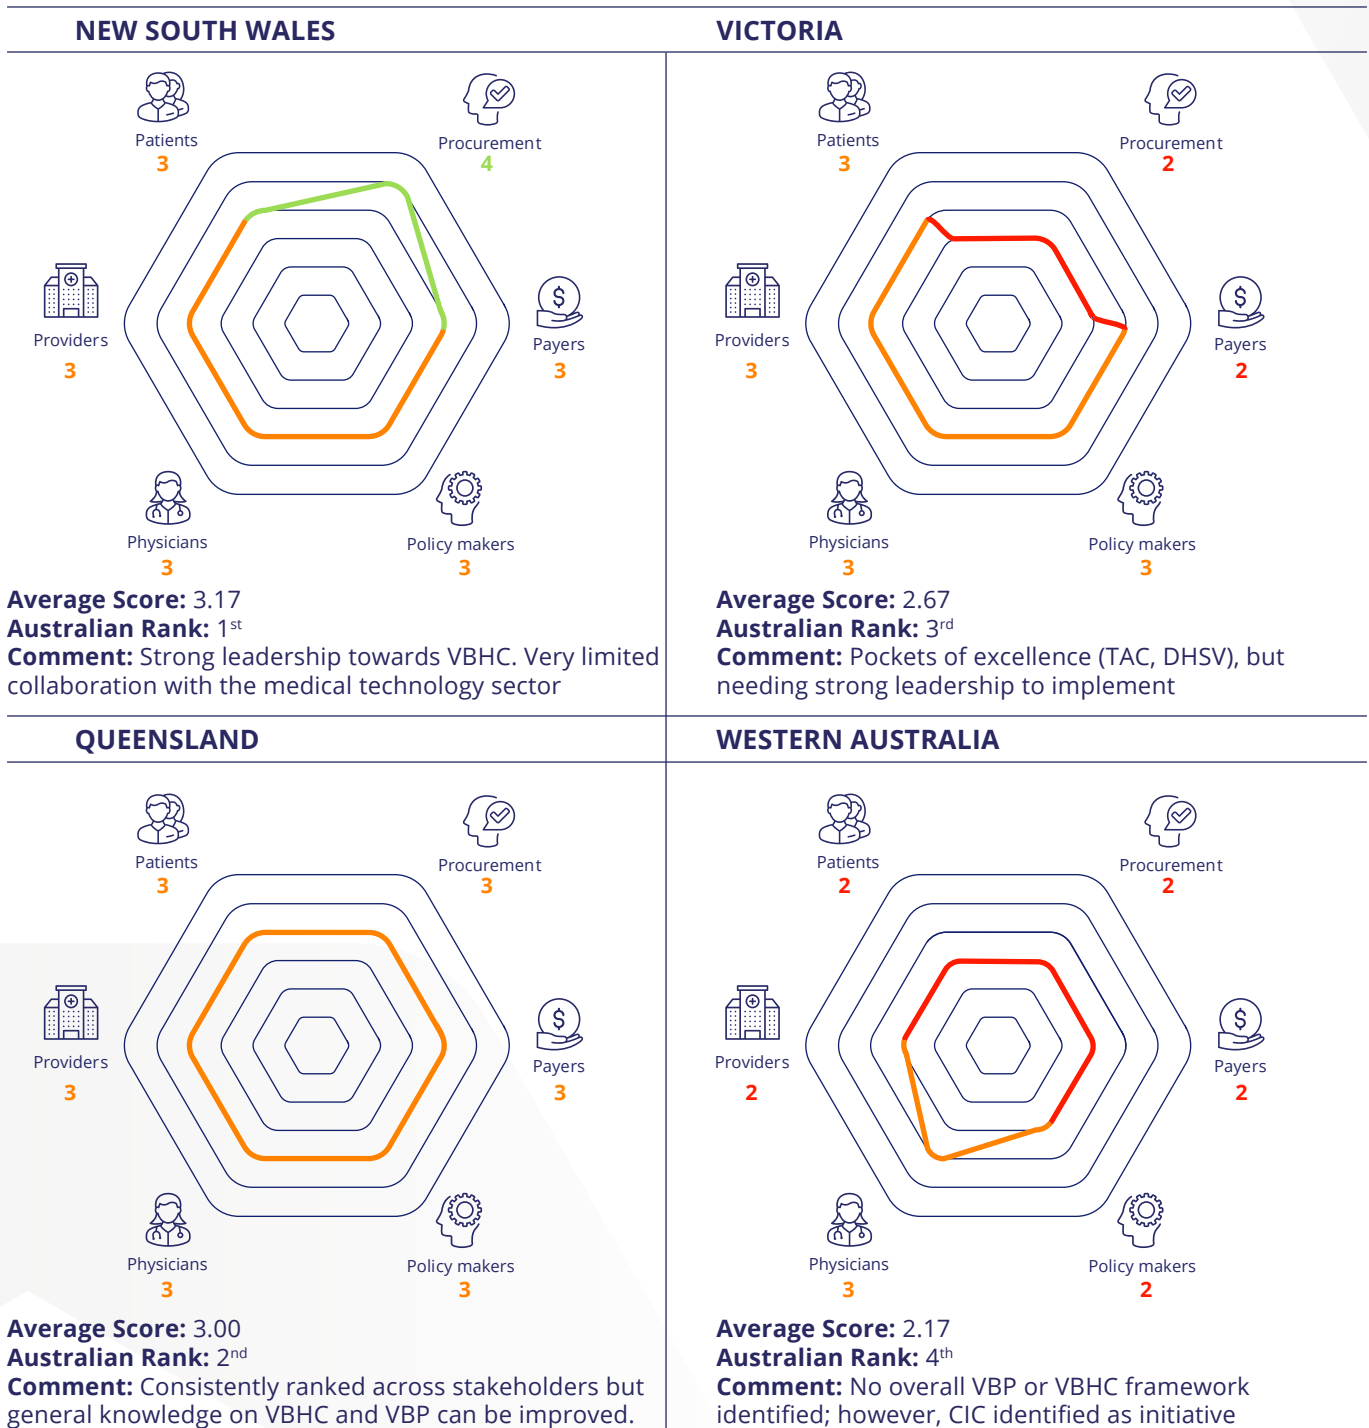 NEW SOUTH WALES
Patients
3
Procurement
4
Providers
3
$
Payers
3
Physicians
3
Policy makers
3
Average Score: 3.17
Australian Rank: 1st
Comment: Strong leadership towards VBHC. Very limited
collaboration with the medical technology sector
VICTORIA
Patients
3
Procurement
2
Providers
3
$
Payers
2
Physicians
3
Policy makers
3
Average Score: 2.67
Australian Rank: 3rd
Comment: Pockets of excellence (TAC, DHSV), but
needing strong leadership to implement
QUEENSLAND
Patients
3
Procurement
3
Providers
3
$
Payers
3
Physicians
3
Policy makers
3
Average Score: 3.00
Australian Rank: 2nd
Comment: Consistently ranked across stakeholders but
general knowledge on VBHC and VBP can be improved.
WESTERN AUSTRALIA
Patients
2
Procurement
2
Providers
2
$
Payers
2
Physicians
3
Policy makers
2
Average Score: 2.17
Australian Rank: 4th
Comment: No overall VBP or VBHC framework
identified; however, CIC identified as initiative